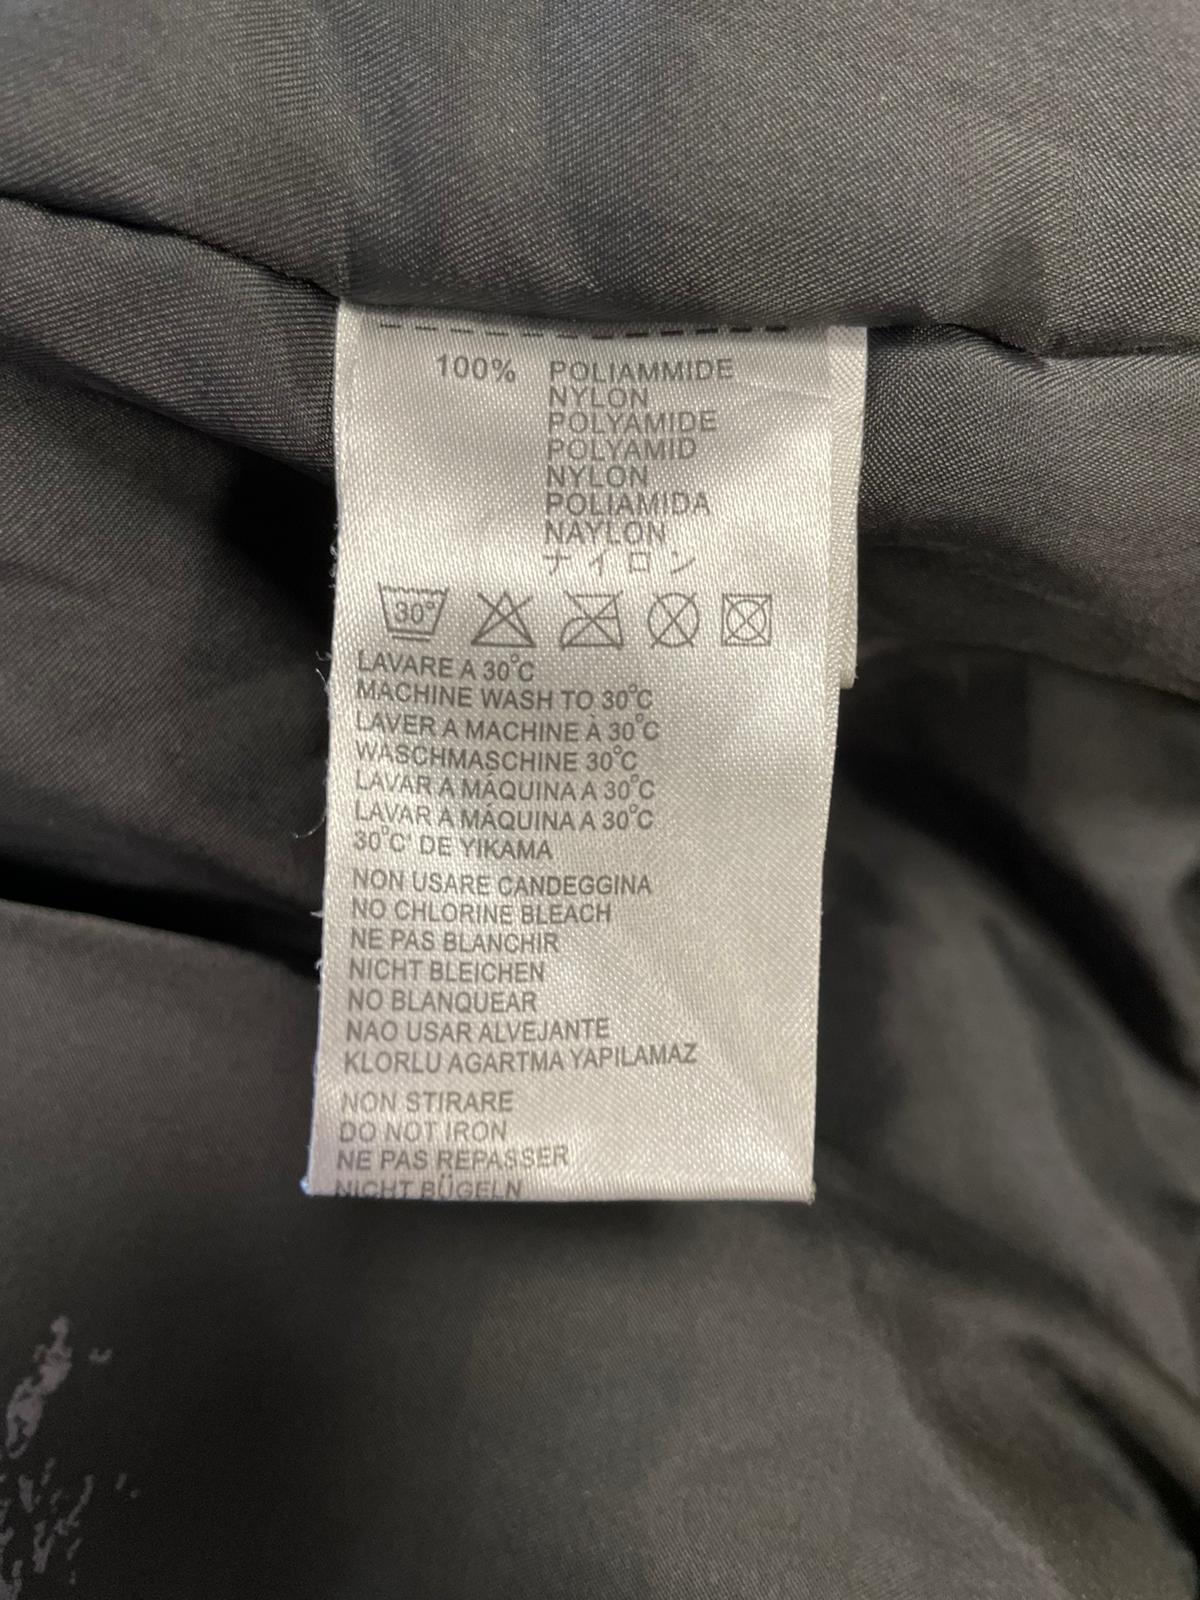 100% POLIAMMIDE
NYLON
POLYAMIDE
POLYAMID
NYLON
POLIAMIDA
NAYLON
ナイロン
30°
LAVARE A 30°C
MACHINE WASH TO 30°C
LAVER A MACHINE À 30°C
WASCHMASCHINE 30°C
LAVAR A MÁQUINA A 30°C
LAVAR A MÁQUINA A 30°C
30°C' DE YIKAMA
NON USARE CANDEGGINA
NO CHLORINE BLEACH
NE PAS BLANCHIR
NICHT BLEICHEN
NO BLANQUEAR
NAO USAR ALVEJANTE
KLORLU AGARTMA YAPILAMAZ
NON STIRARE
DO NOT IRON
NE PAS REPASSER
NICHT BÜGELN